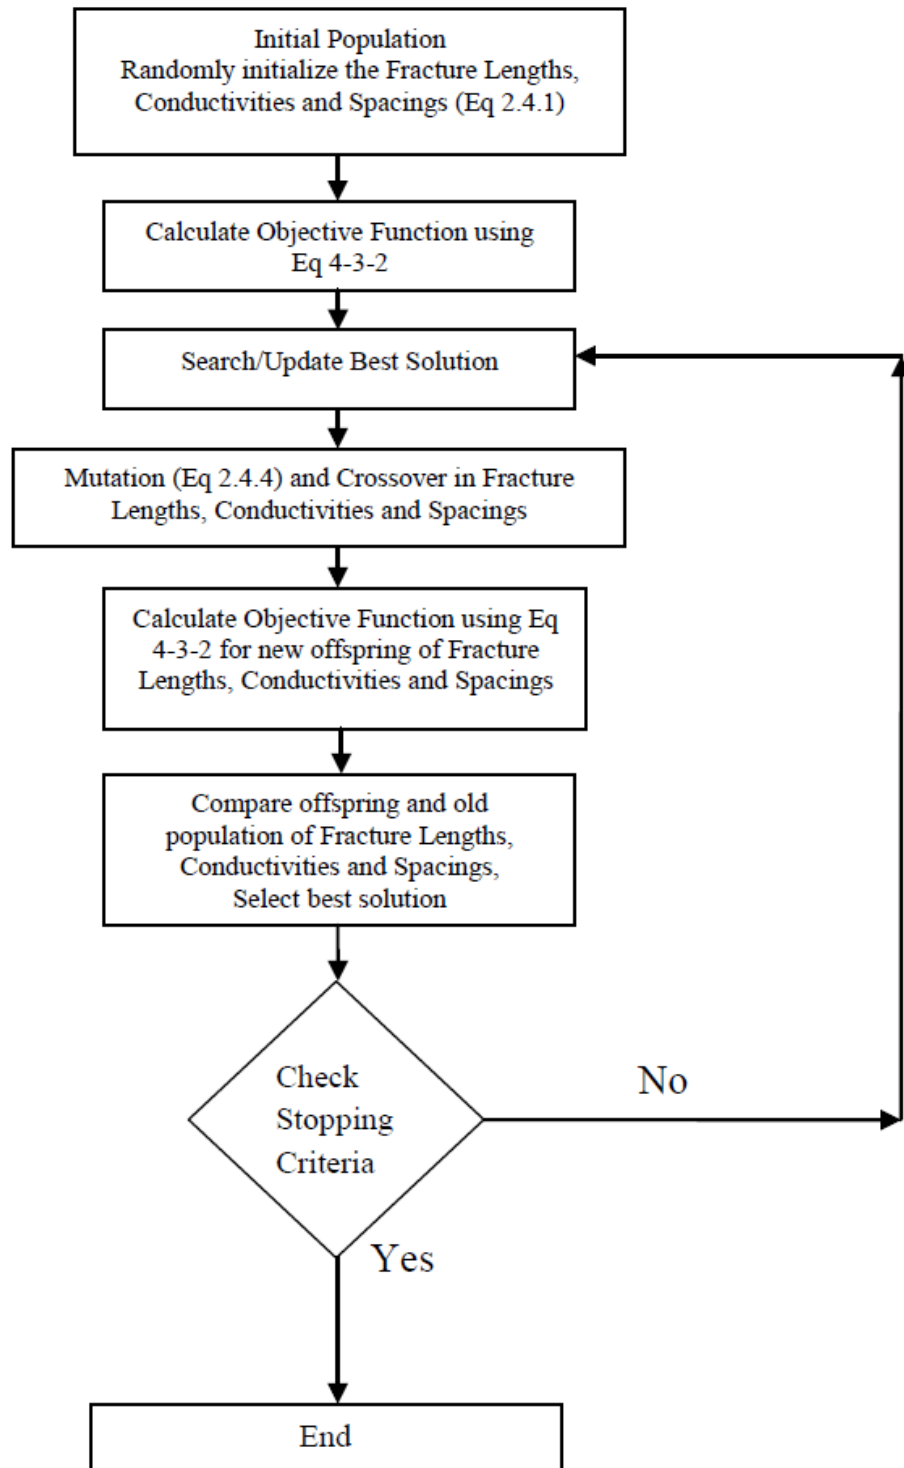 Initial Population
Randomly initialize the Fracture Lengths,
Conductivities and Spacings (Eq 2.4.1)
Calculate Objective Function using
Eq 4-3-2
Search/Update Best Solution
Mutation (Eq 2.4.4) and Crossover in Fracture
Lengths, Conductivities and Spacings
Calculate Objective Function using Eq
4-3-2 for new offspring of Fracture
Lengths, Conductivities and Spacings
Compare offspring and old
population of Fracture Lengths,
Conductivities and Spacings,
Select best solution
Check
Stopping
Criteria
No
Yes
End